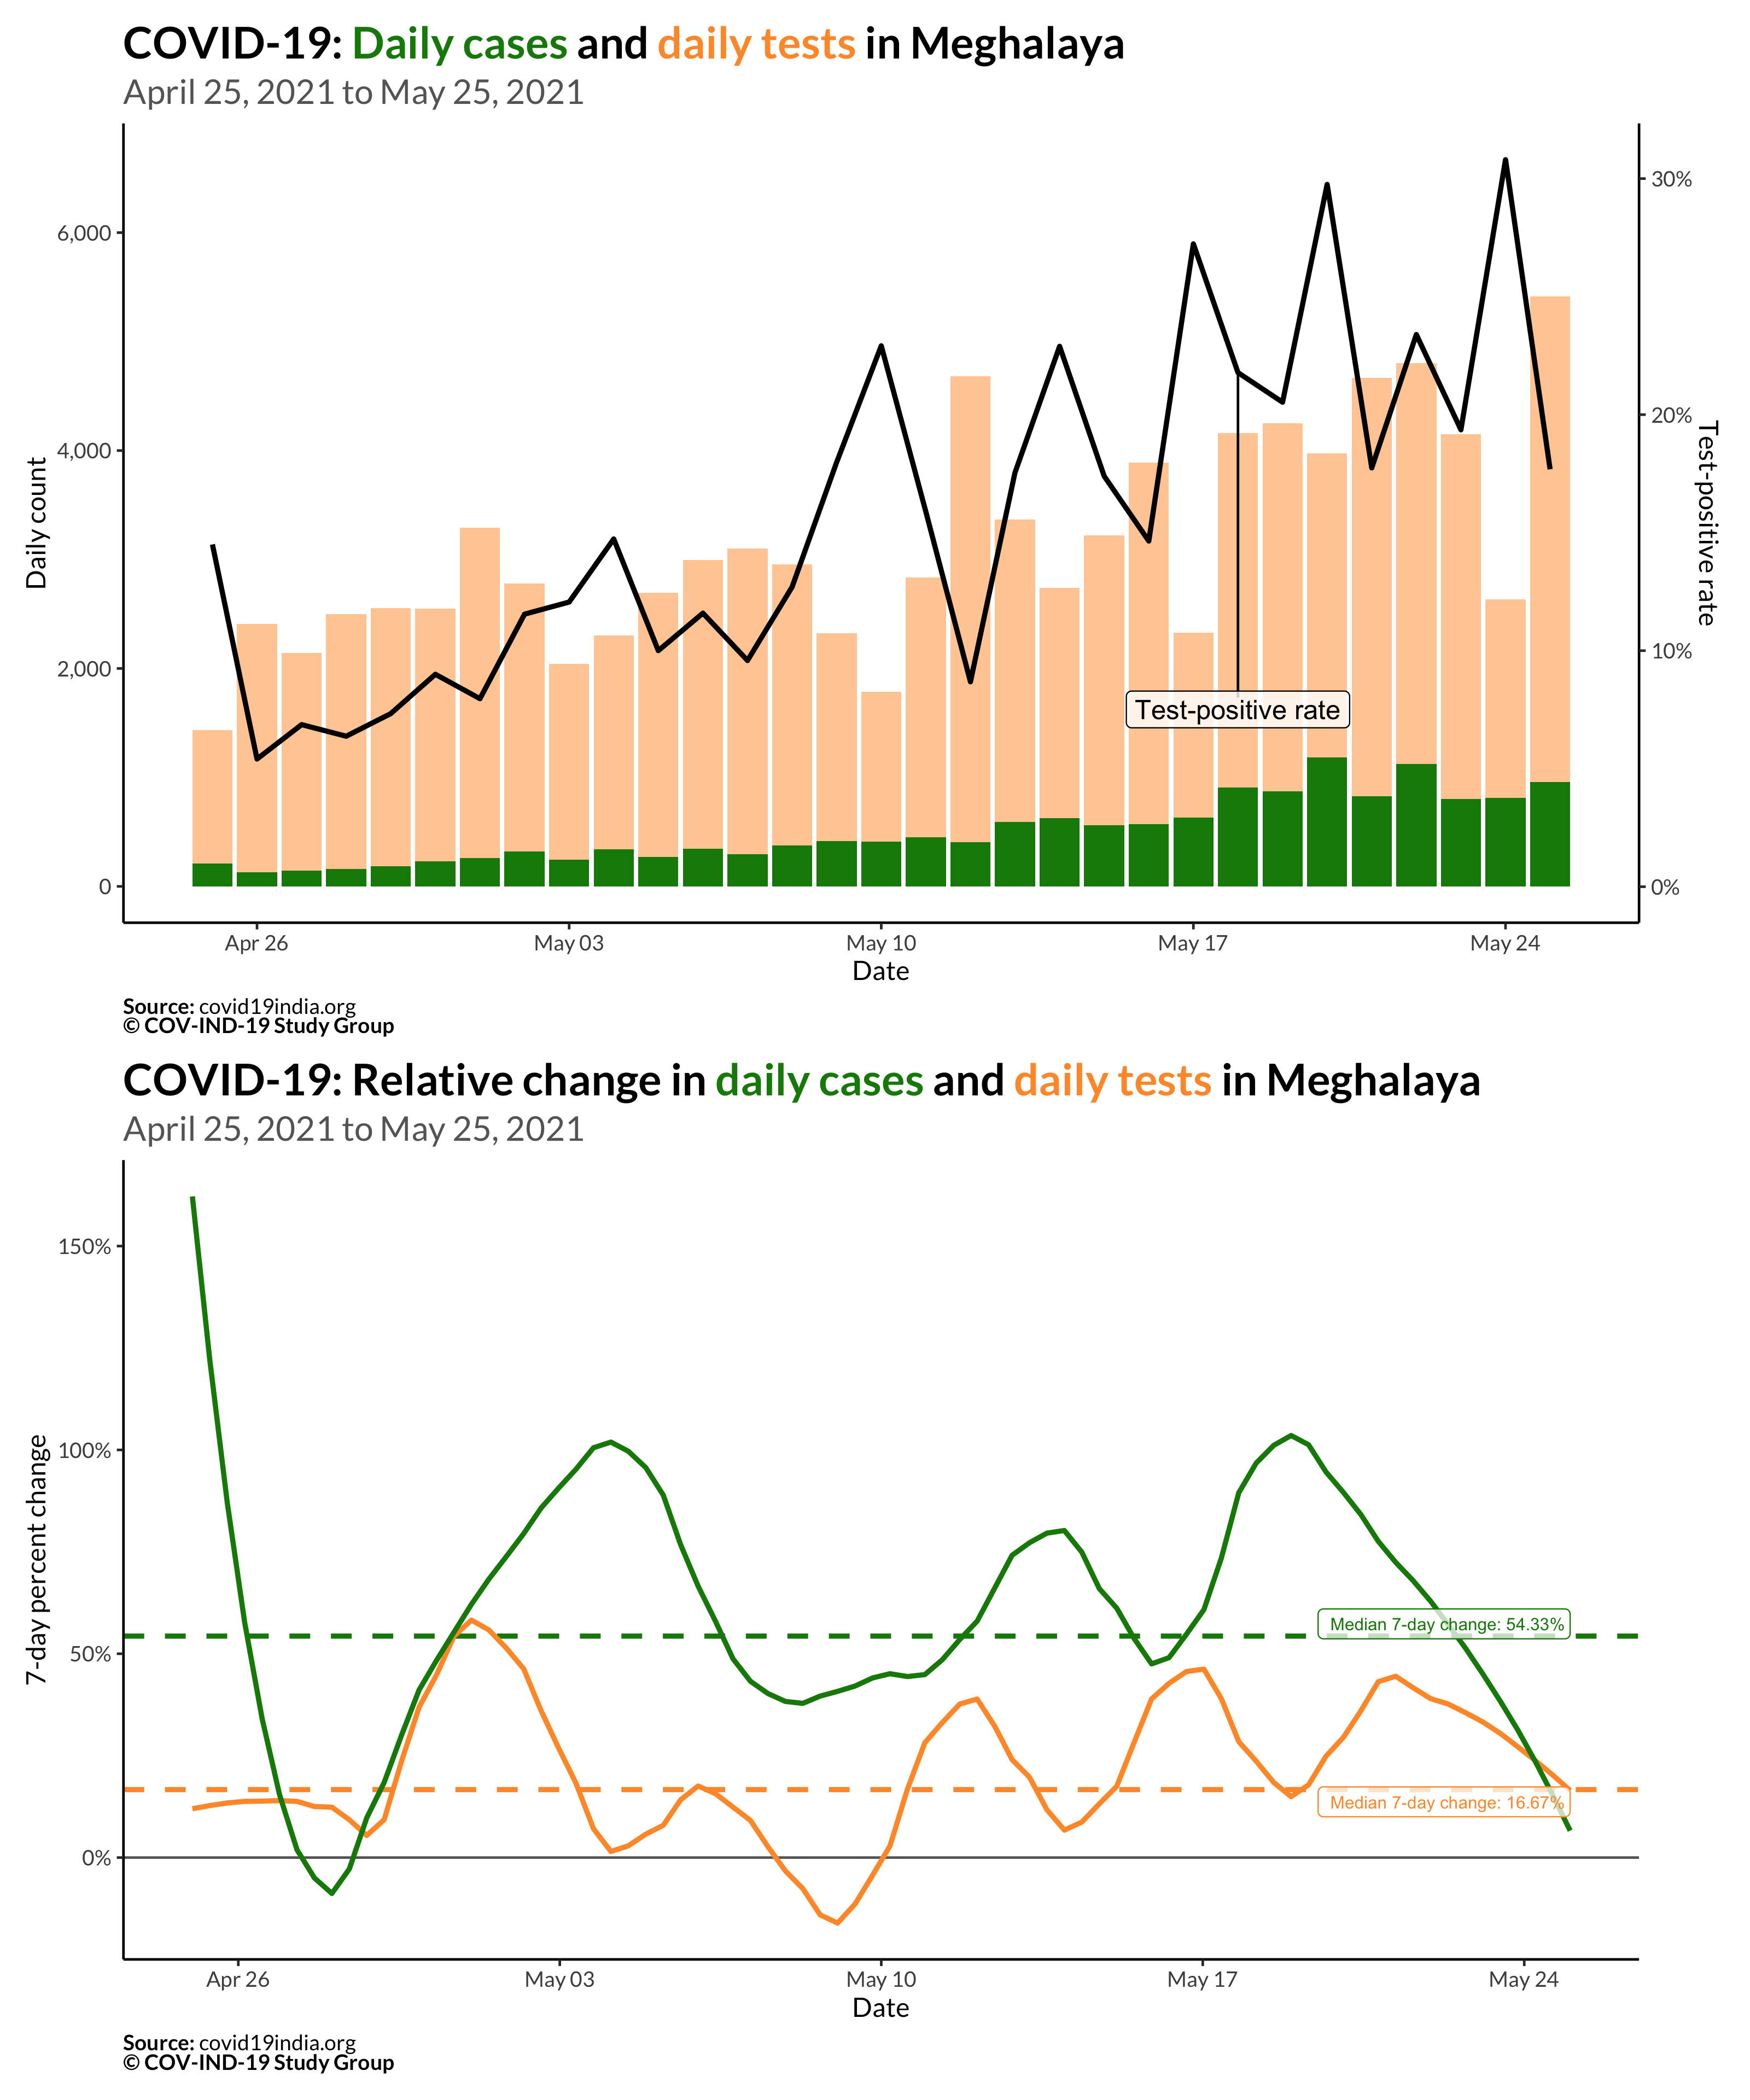 COVID-19: Daily cases and daily tests in Meghalaya
April 25, 2021 to May 25, 2021
Daily count
6,000
4,000
2,000
0
30%
20%
10%
0%
Test-positive rate
Test-positive rate
Apr 26
May 03
May 10
May 17
May 24
Date
Source: covid19india.org
© COV-IND-19 Study Group
COVID-19: Relative change in daily cases and daily tests in Meghalaya
April 25, 2021 to May 25, 2021
7-day percent change
150%
100%
50%
0%
Median 7-day change: 54.33%
Median 7-day change: 16.67%
Apr 26
May 03
May 10
May 17
May 24
Date
Source: covid19india.org
© COV-IND-19 Study Group